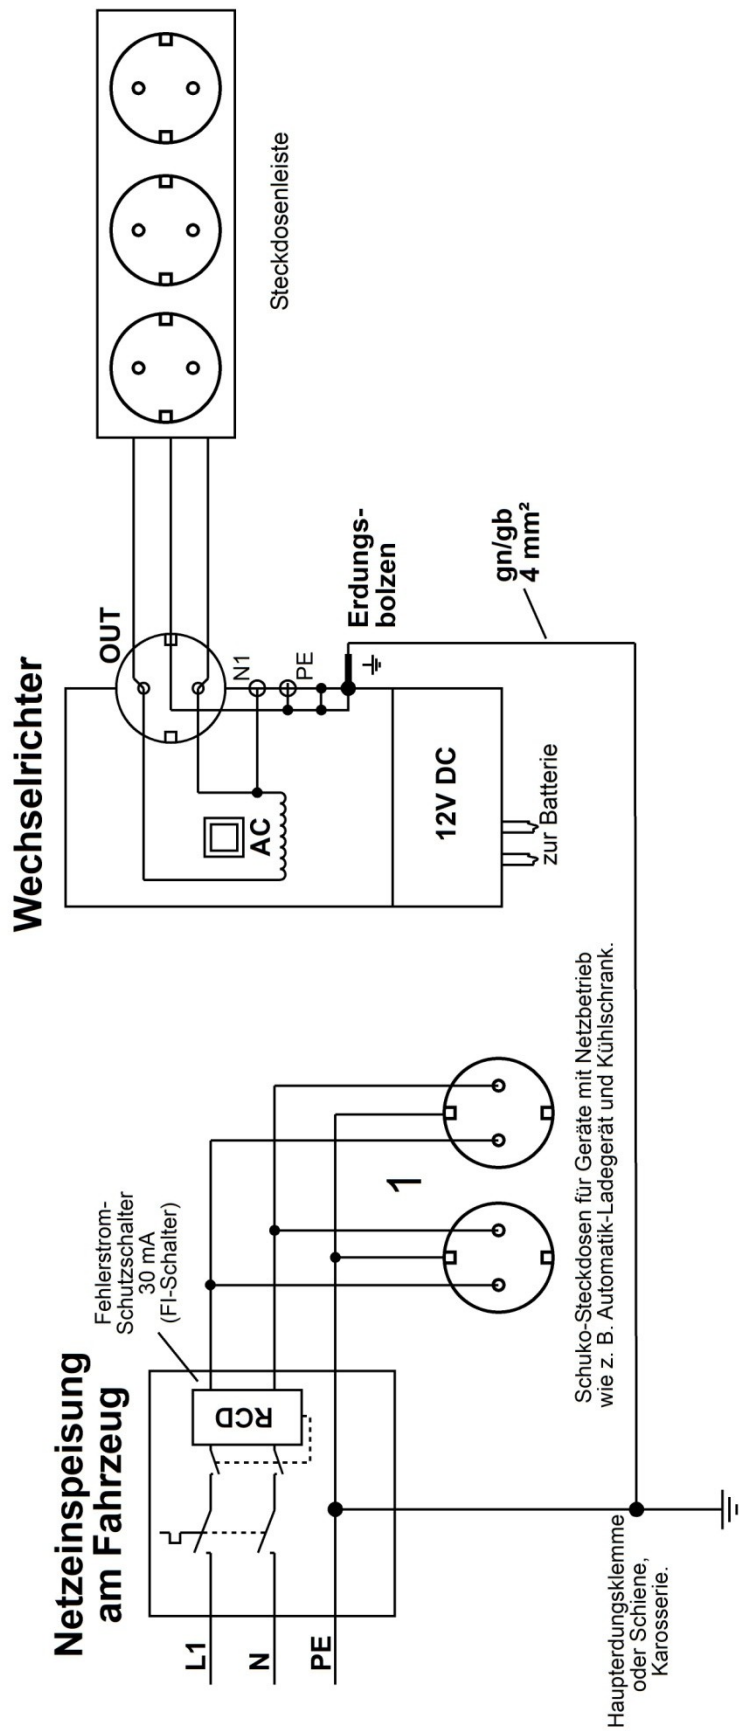 Netzeinspeisung
am Fahrzeug
Fehlerstrom-
Schutzschalter
30 mA
(FI-Schalter)
RCD
L1
N
PE
1
Schuko-Steckdosen für Geräte mit Netzbetrieb
wie z. B. Automatik-Ladegerät und Kühlschrank.
Haupterdungsklemme
oder Schiene,
Karosserie.
Wechselrichter
OUT
N1
PE
AC
12V DC
zur Batterie
Erdungs-
bolzen
gn/gb
4 mm²
Steckdosenleiste